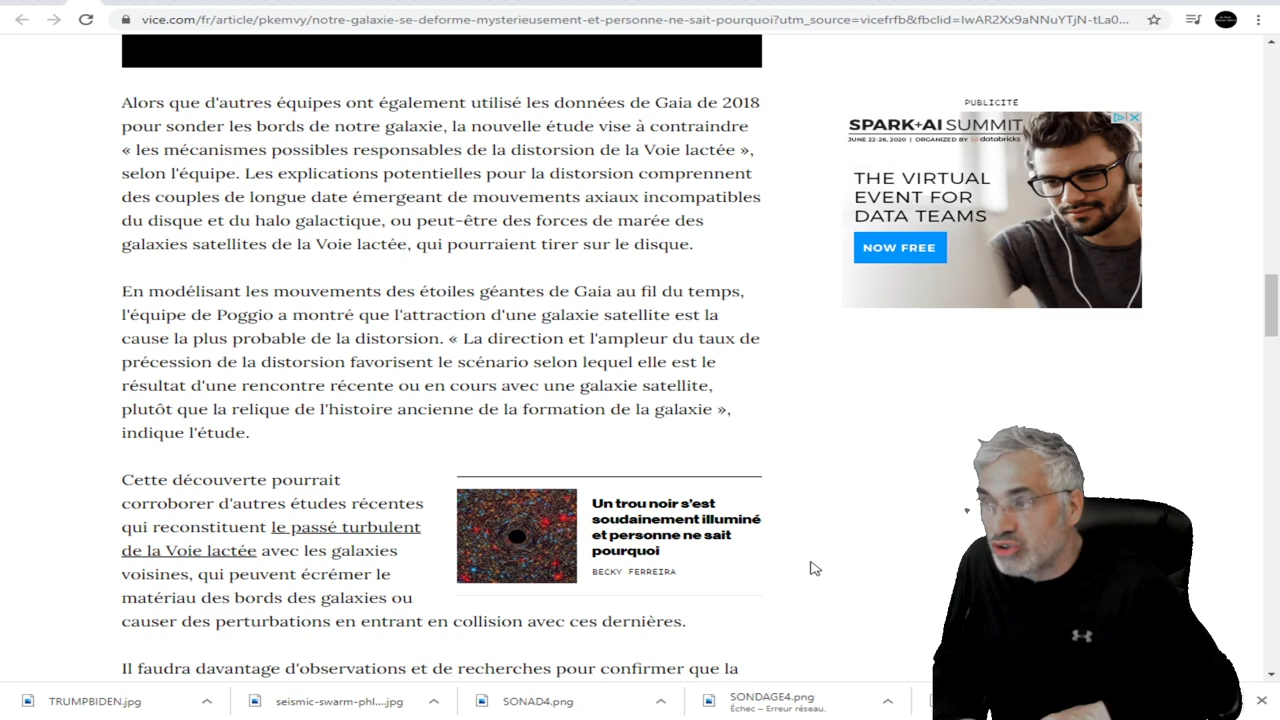 vice.com/fr/article/pkemvy/notre-galaxie-se-deforme-mysterieusement-et-personne-ne-sait-pourquoi?utm_source=vicefrfb&fbclid=IwAR2Xx9aNNuYTjN-tLa0...
Alors que d'autres équipes ont également utilisé les données de Gaia de 2018
pour sonder les bords de notre galaxie, la nouvelle étude vise à contraindre
« les mécanismes possibles responsables de la distorsion de la Voie lactée »,
selon l'équipe. Les explications potentielles pour la distorsion comprennent
des couples de longue date émergeant de mouvements axiaux incompatibles
du disque et du halo galactique, ou peut-être des forces de marée des
galaxies satellites de la Voie lactée, qui pourraient tirer sur le disque.
En modélisant les mouvements des étoiles géantes de Gaia au fil du temps,
l'équipe de Poggio a montré que l'attraction d'une galaxie satellite est la
cause la plus probable de la distorsion. « La direction et l'ampleur du taux de
précession de la distorsion favorisent le scénario selon lequel elle est le
résultat d'une rencontre récente ou en cours avec une galaxie satellite,
plutôt que la relique de l'histoire ancienne de la formation de la galaxie »,
indique l'étude.
Cette découverte pourrait
corroborer d'autres études récentes
qui reconstituent le passé turbulent
de la Voie lactée avec les galaxies
voisines, qui peuvent écrémer le
matériau des bords des galaxies ou
causer des perturbations en entrant en collision avec ces dernières.
Un trou noir s'est
soudainement illuminé
et personne ne sait
pourquoi
BECKY FERREIRA
Il faudra davantage d'observations et de recherches pour confirmer que la
PUBLICITÉ
SPARK+AI SUMMIT
JUNE 22-26, 2020 | ORGANIZED BY databricks
THE VIRTUAL
EVENT FOR
DATA TEAMS
NOW FREE
TRUMPBIDEN.jpg
seismic-swarm-phl....jpg
SONAD4.png
SONDAGE4.png
Échec – Erreur réseau.